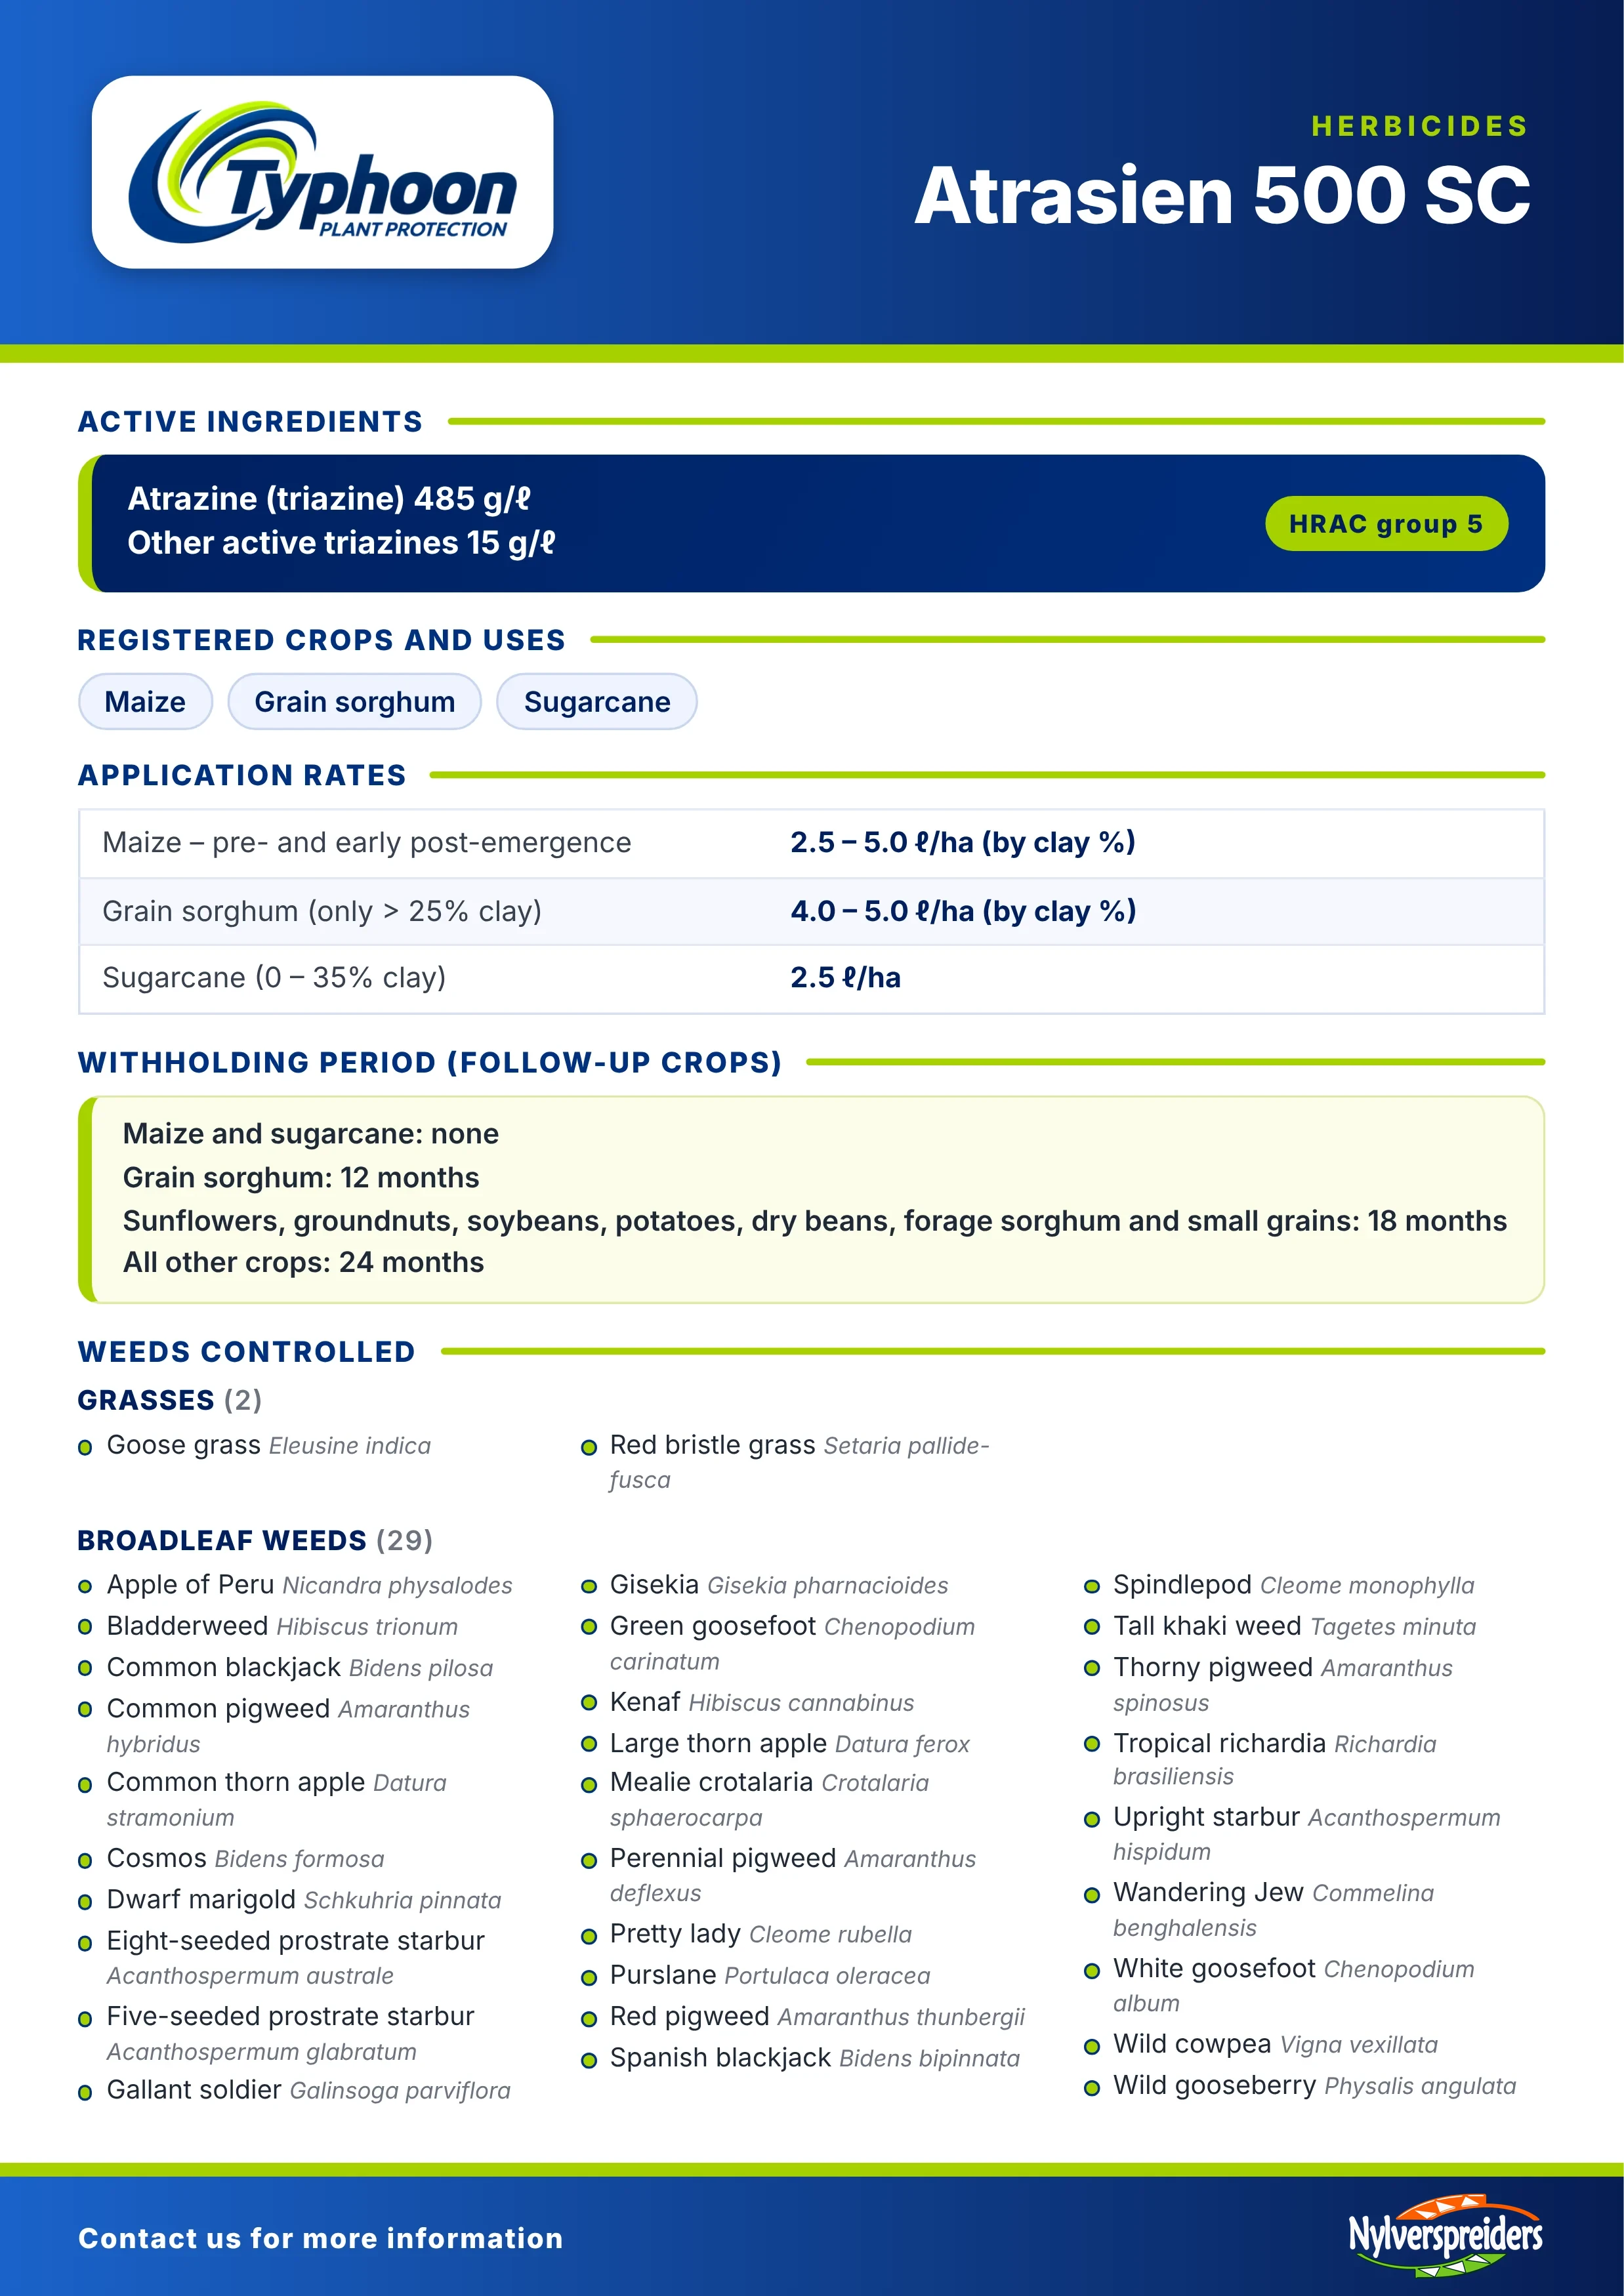 Typhoon
PLANT PROTECTION
HERBICIDES
Atrasien 500 SC
ACTIVE INGREDIENTS
Atrazine (triazine) 485 g/ℓ
Other active triazines 15 g/ℓ
HRAC group 5
REGISTERED CROPS AND USES
Maize
Grain sorghum
Sugarcane
APPLICATION RATES
Maize – pre- and early post-emergence 2.5 – 5.0 ℓ/ha (by clay %)
Grain sorghum (only > 25% clay) 4.0 – 5.0 ℓ/ha (by clay %)
Sugarcane (0 – 35% clay) 2.5 ℓ/ha
WITHHOLDING PERIOD (FOLLOW-UP CROPS)
Maize and sugarcane: none
Grain sorghum: 12 months
Sunflowers, groundnuts, soybeans, potatoes, dry beans, forage sorghum and small grains: 18 months
All other crops: 24 months
WEEDS CONTROLLED
GRASSES (2)
Goose grass Eleusine indica
Red bristle grass Setaria pallide-
fusca
BROADLEAF WEEDS (29)
Apple of Peru Nicandra physalodes
Bladderweed Hibiscus trionum
Common blackjack Bidens pilosa
Common pigweed Amaranthus
hybridus
Common thorn apple Datura
stramonium
Cosmos Bidens formosa
Dwarf marigold Schkuhria pinnata
Eight-seeded prostrate starbur
Acanthospermum australe
Five-seeded prostrate starbur
Acanthospermum glabratum
Gallant soldier Galinsoga parviflora
Gisekia Gisekia pharnacioides
Green goosefoot Chenopodium
carinatum
Kenaf Hibiscus cannabinus
Large thorn apple Datura ferox
Mealie crotalaria Crotalaria
sphaerocarpa
Perennial pigweed Amaranthus
deflexus
Pretty lady Cleome rubella
Purslane Portulaca oleracea
Red pigweed Amaranthus thunbergii
Spanish blackjack Bidens bipinnata
Spindlepod Cleome monophylla
Tall khaki weed Tagetes minuta
Thorny pigweed Amaranthus
spinosus
Tropical richardia Richardia
brasiliensis
Upright starbur Acanthospermum
hispidum
Wandering Jew Commelina
benghalensis
White goosefoot Chenopodium
album
Wild cowpea Vigna vexillata
Wild gooseberry Physalis angulata
Contact us for more information
Nylverspreiders